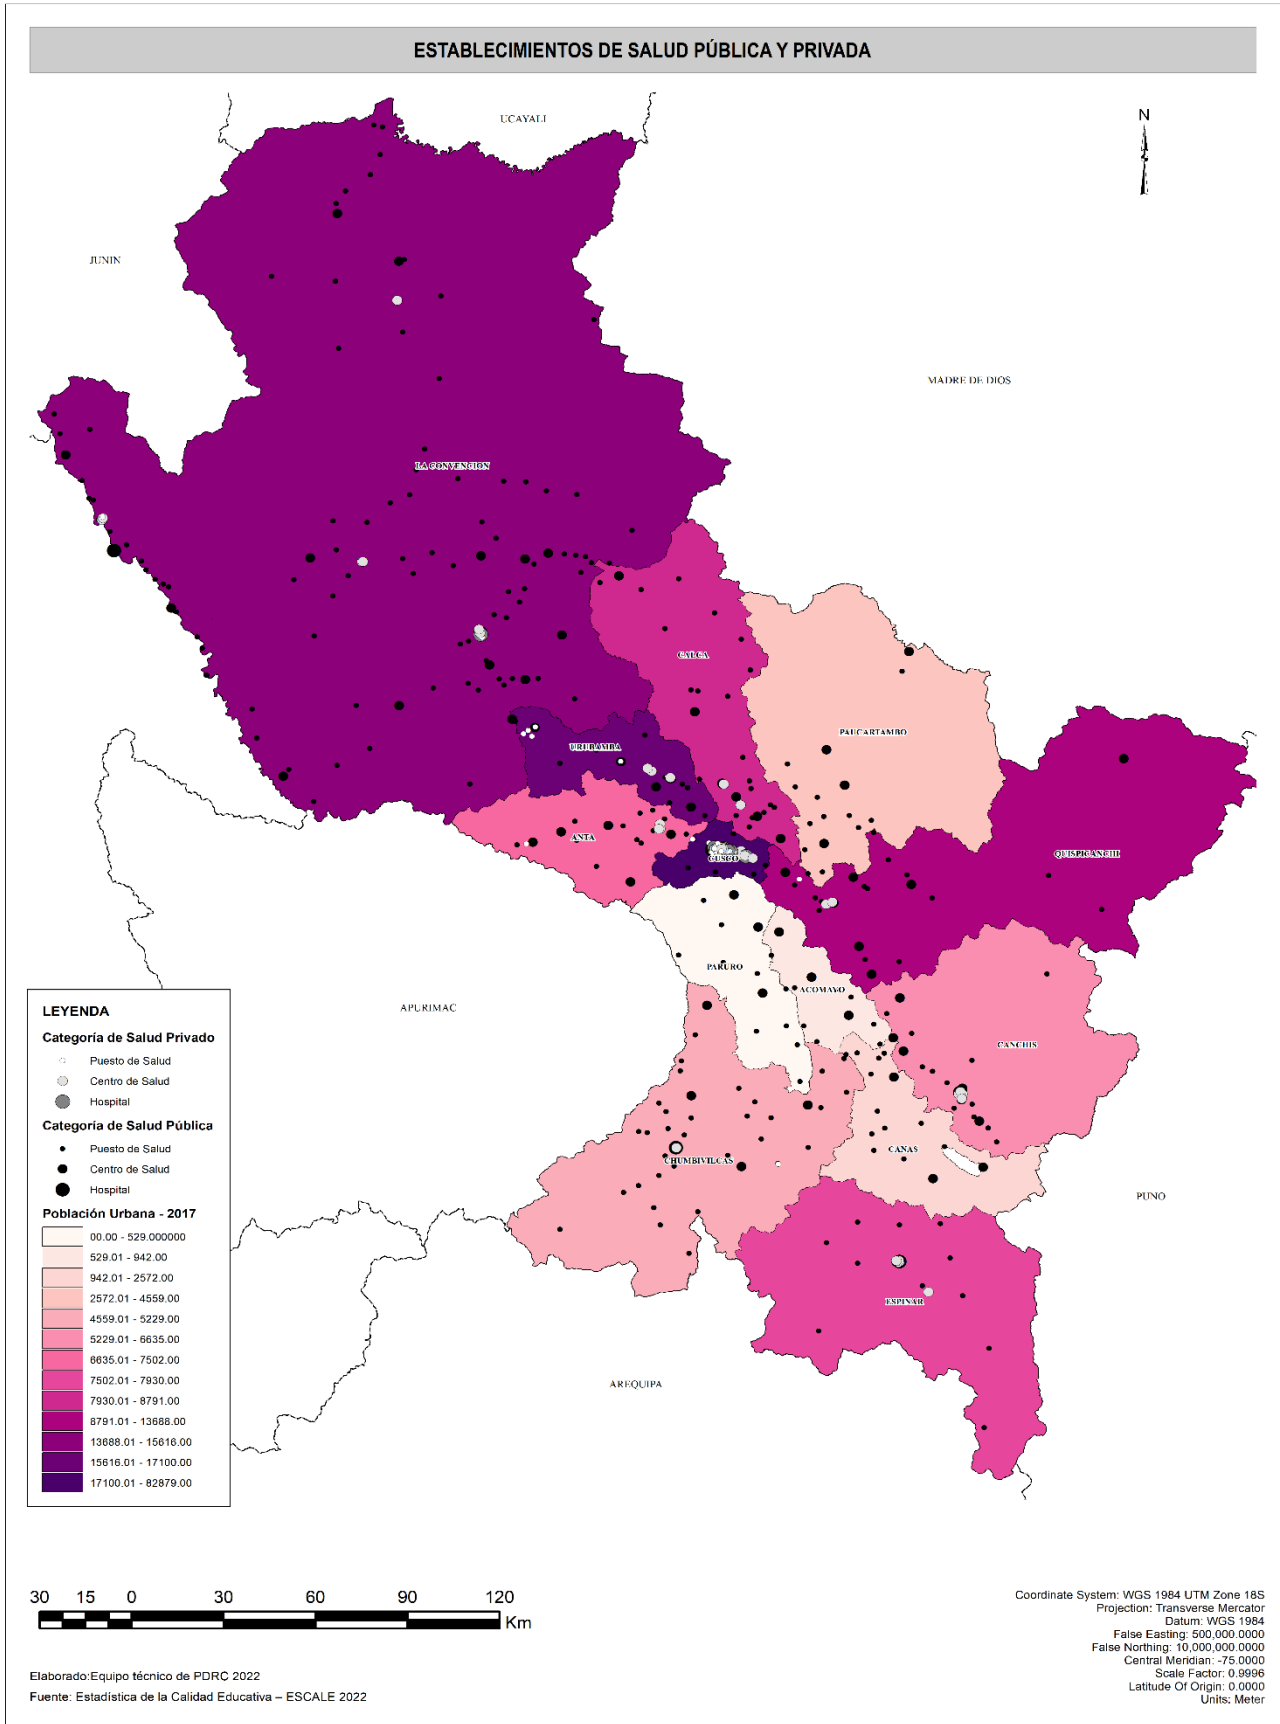 ESTABLECIMIENTOS DE SALUD PÚBLICA Y PRIVADA
UCAYALI
N
JUNIN
MADRE DE DIOS
LA CONVENCION
CALCA
PAUCARTAMBO
URUBAMBA
ANTA
CUSCO
QUISPICANCHI
PARURO
ACOMAYO
APURIMAC
CANCHIS
CANAS
CHUMBIVILCAS
PUNO
ESPINAR
AREQUIPA
LEYENDA
Categoría de Salud Privado
Puesto de Salud
Centro de Salud
Hospital
Categoría de Salud Pública
Puesto de Salud
Centro de Salud
Hospital
Población Urbana - 2017
00.00 - 529.000000
529.01 - 942.00
942.01 - 2572.00
2572.01 - 4559.00
4559.01 - 5229.00
5229.01 - 6635.00
6635.01 - 7502.00
7502.01 - 7930.00
7930.01 - 8791.00
8791.01 - 13688.00
13688.01 - 15616.00
15616.01 - 17100.00
17100.01 - 82879.00
30 15 0 30 60 90 120
Km
Coordinate System: WGS 1984 UTM Zone 18S
Projection: Transverse Mercator
Datum: WGS 1984
False Easting: 500,000.0000
False Northing: 10,000,000.0000
Central Meridian: -75.0000
Scale Factor: 0.9996
Latitude Of Origin: 0.0000
Units: Meter
Elaborado:Equipo técnico de PDRC 2022
Fuente: Estadística de la Calidad Educativa – ESCALE 2022